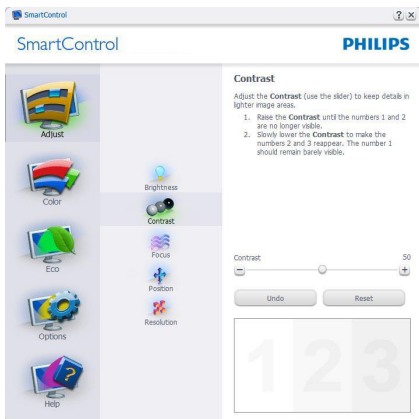 SmartControl
SmartControl
PHILIPS
Adjust
Color
Eco
Options
Help
Brightness
Contrast
Focus
Position
Resolution
Contrast
Adjust the Contrast (use the slider) to keep details in
lighter image areas.
1. Raise the Contrast until the numbers 1 and 2
are no longer visible.
2. Slowly lower the Contrast to make the
numbers 2 and 3 reappear. The number 1
should remain barely visible.
Contrast 50
Undo Reset
1 2 3